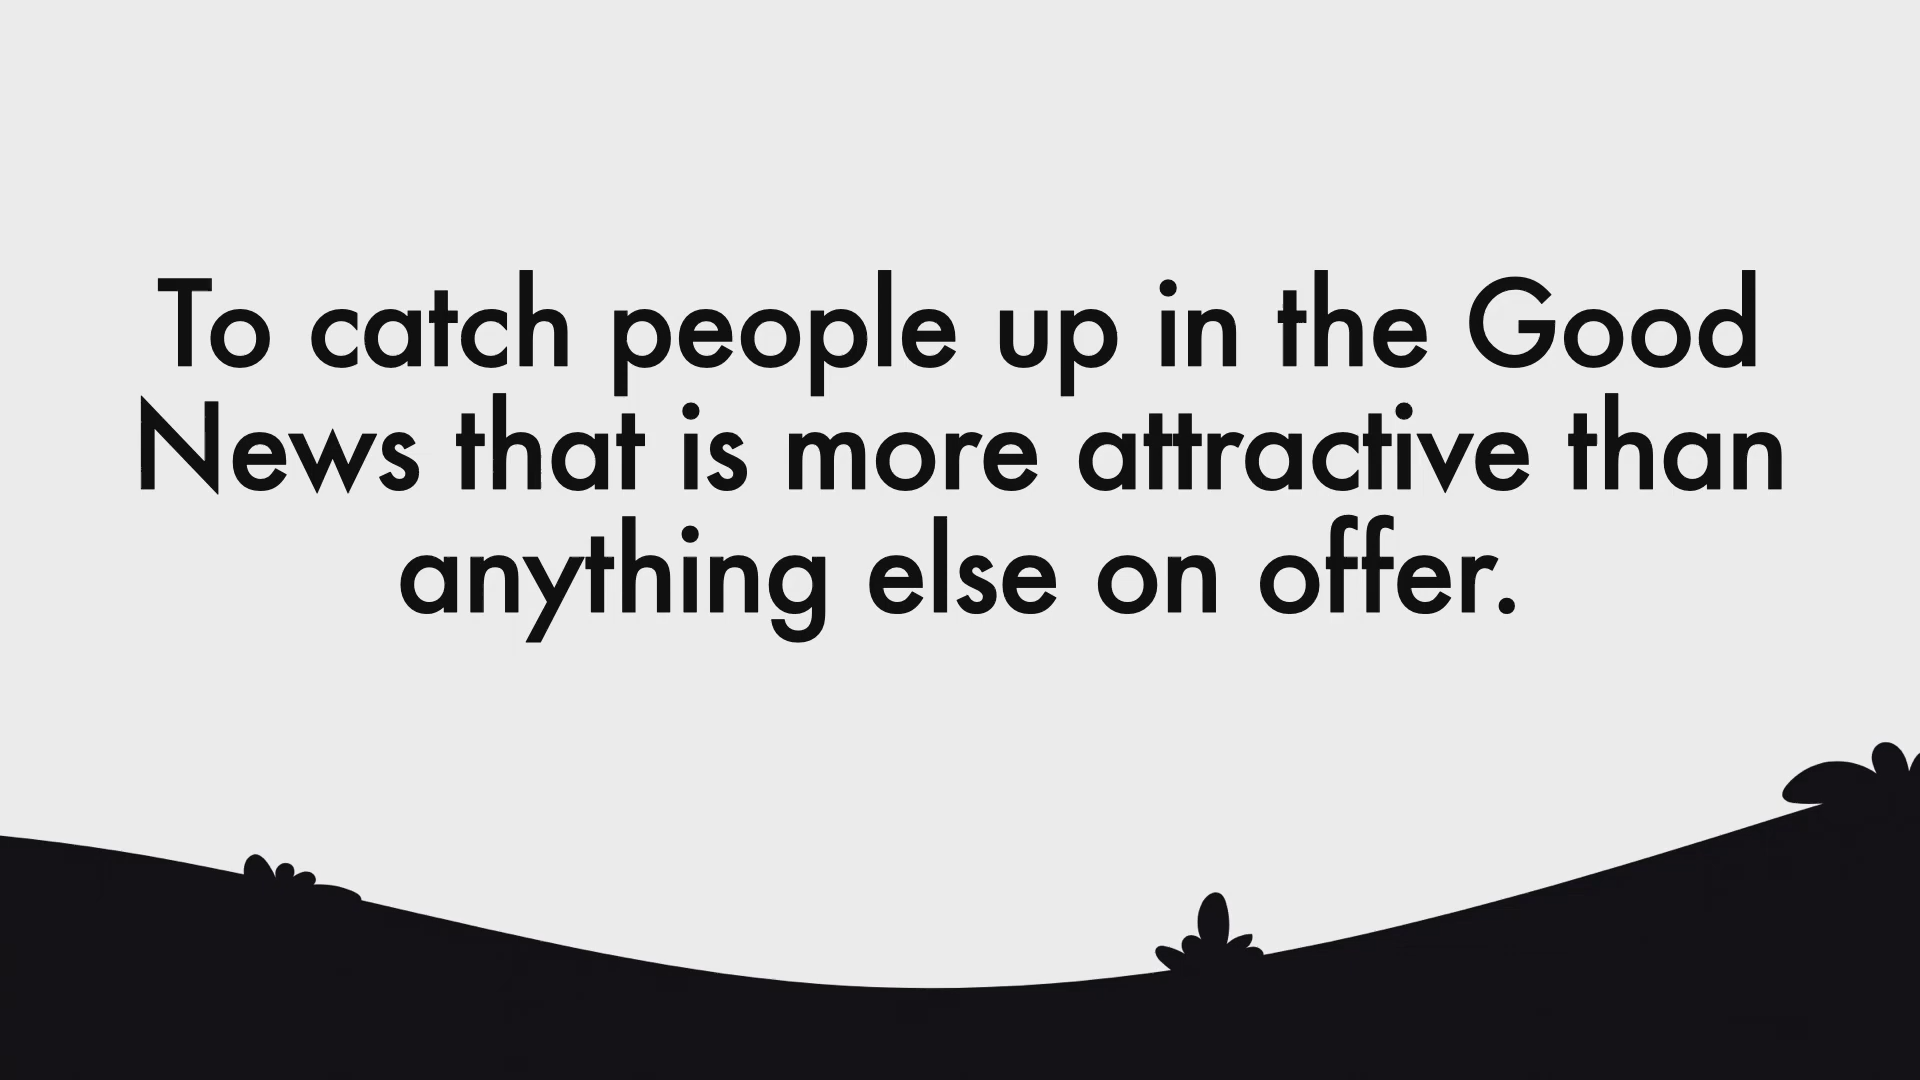 To catch people up in the Good
News that is more attractive than
anything else on offer.